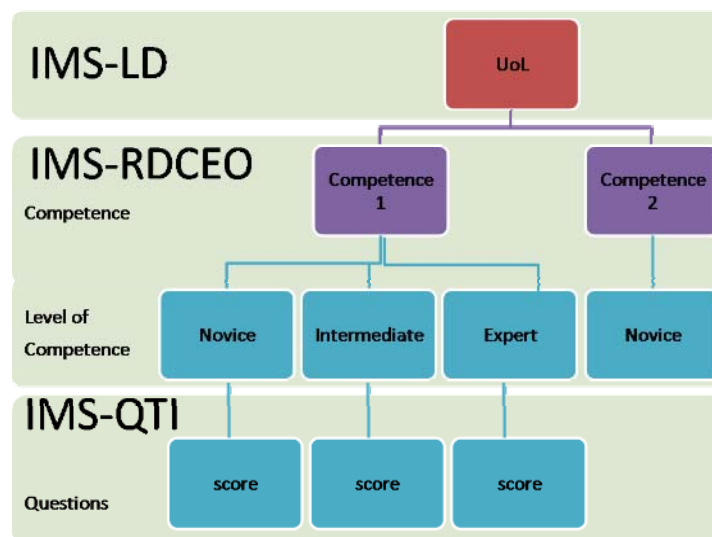 IMS-LD
UoL
IMS-RDCEO
Competence
Competence
1
Competence
2
Level of
Competence
Novice
Intermediate
Expert
Novice
IMS-QTI
Questions
score
score
score